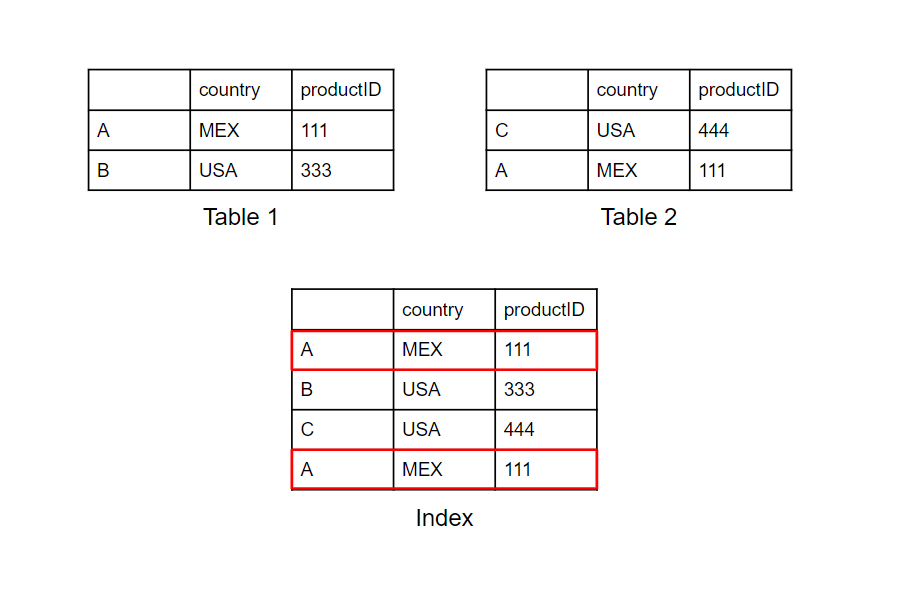 country productID
A MEX 111
B USA 333
Table 1
country productID
C USA 444
A MEX 111
Table 2
country productID
A MEX 111
B USA 333
C USA 444
A MEX 111
Index